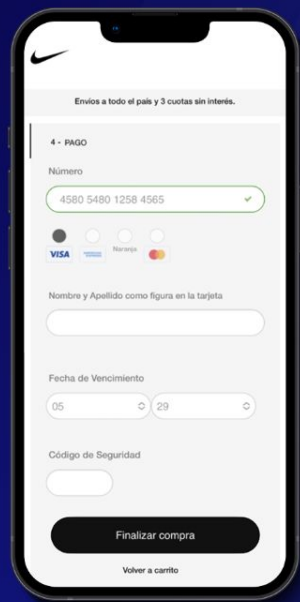 Envíos a todo el país y 3 cuotas sin interés.
4 - PAGO
Número
4580 5480 1258 4565
VISA
Naranja
Nombre y Apellido como figura en la tarjeta
Fecha de Vencimiento
05 29
Código de Seguridad
Finalizar compra
Volver a carrito